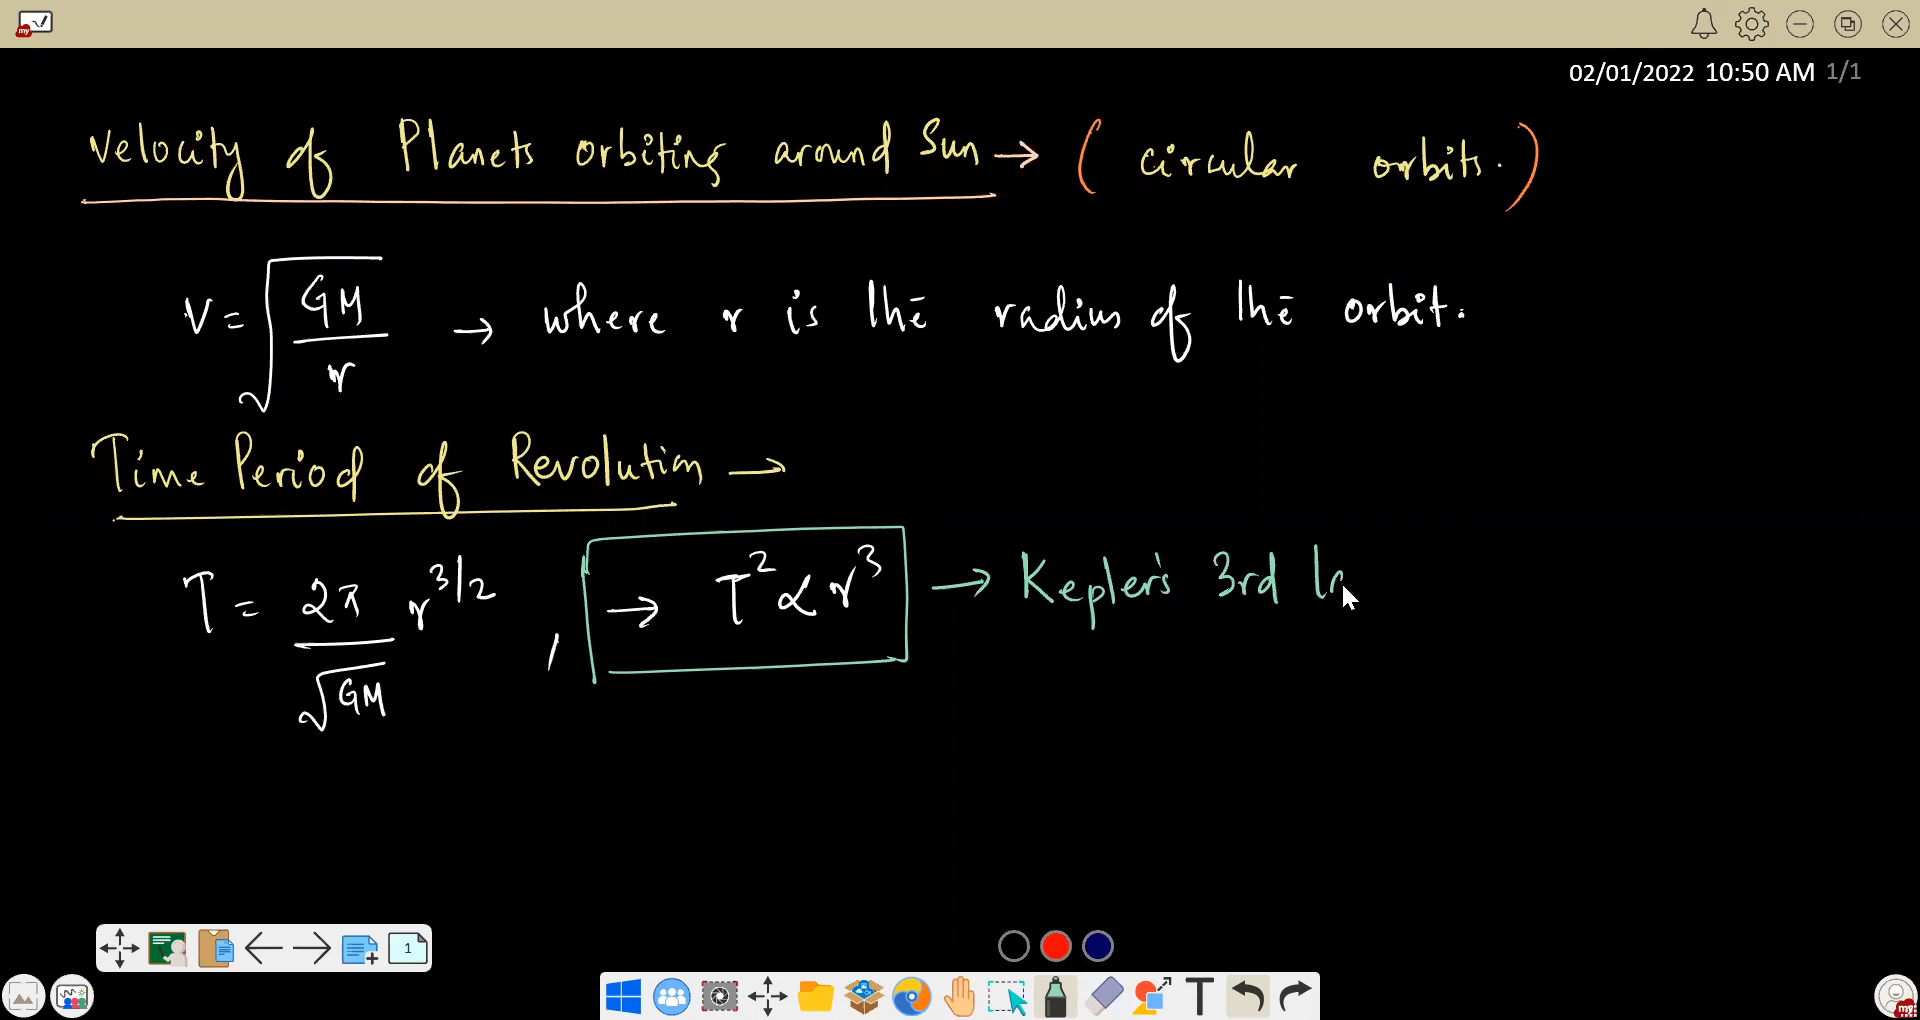 02/01/2022 10:50 AM 1/1
Velocity of Planets orbiting around Sun → ( circular orbits. )
V = √(GM/r) → where r is the radius of the orbit.
Time Period of Revolution →
T = 2π/√GM r^3/2 , → T² ∝ r³ → Kepler's 3rd
1
T